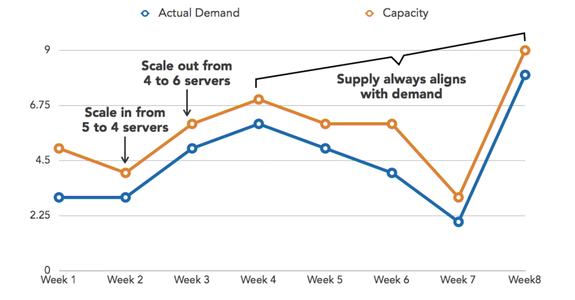 Actual Demand
Capacity
9
6.75
4.5
2.25
0
Scale out from
4 to 6 servers
Scale in from
5 to 4 servers
Supply always aligns
with demand
Week 1 Week 2 Week 3 Week 4 Week 5 Week 6 Week 7 Week8